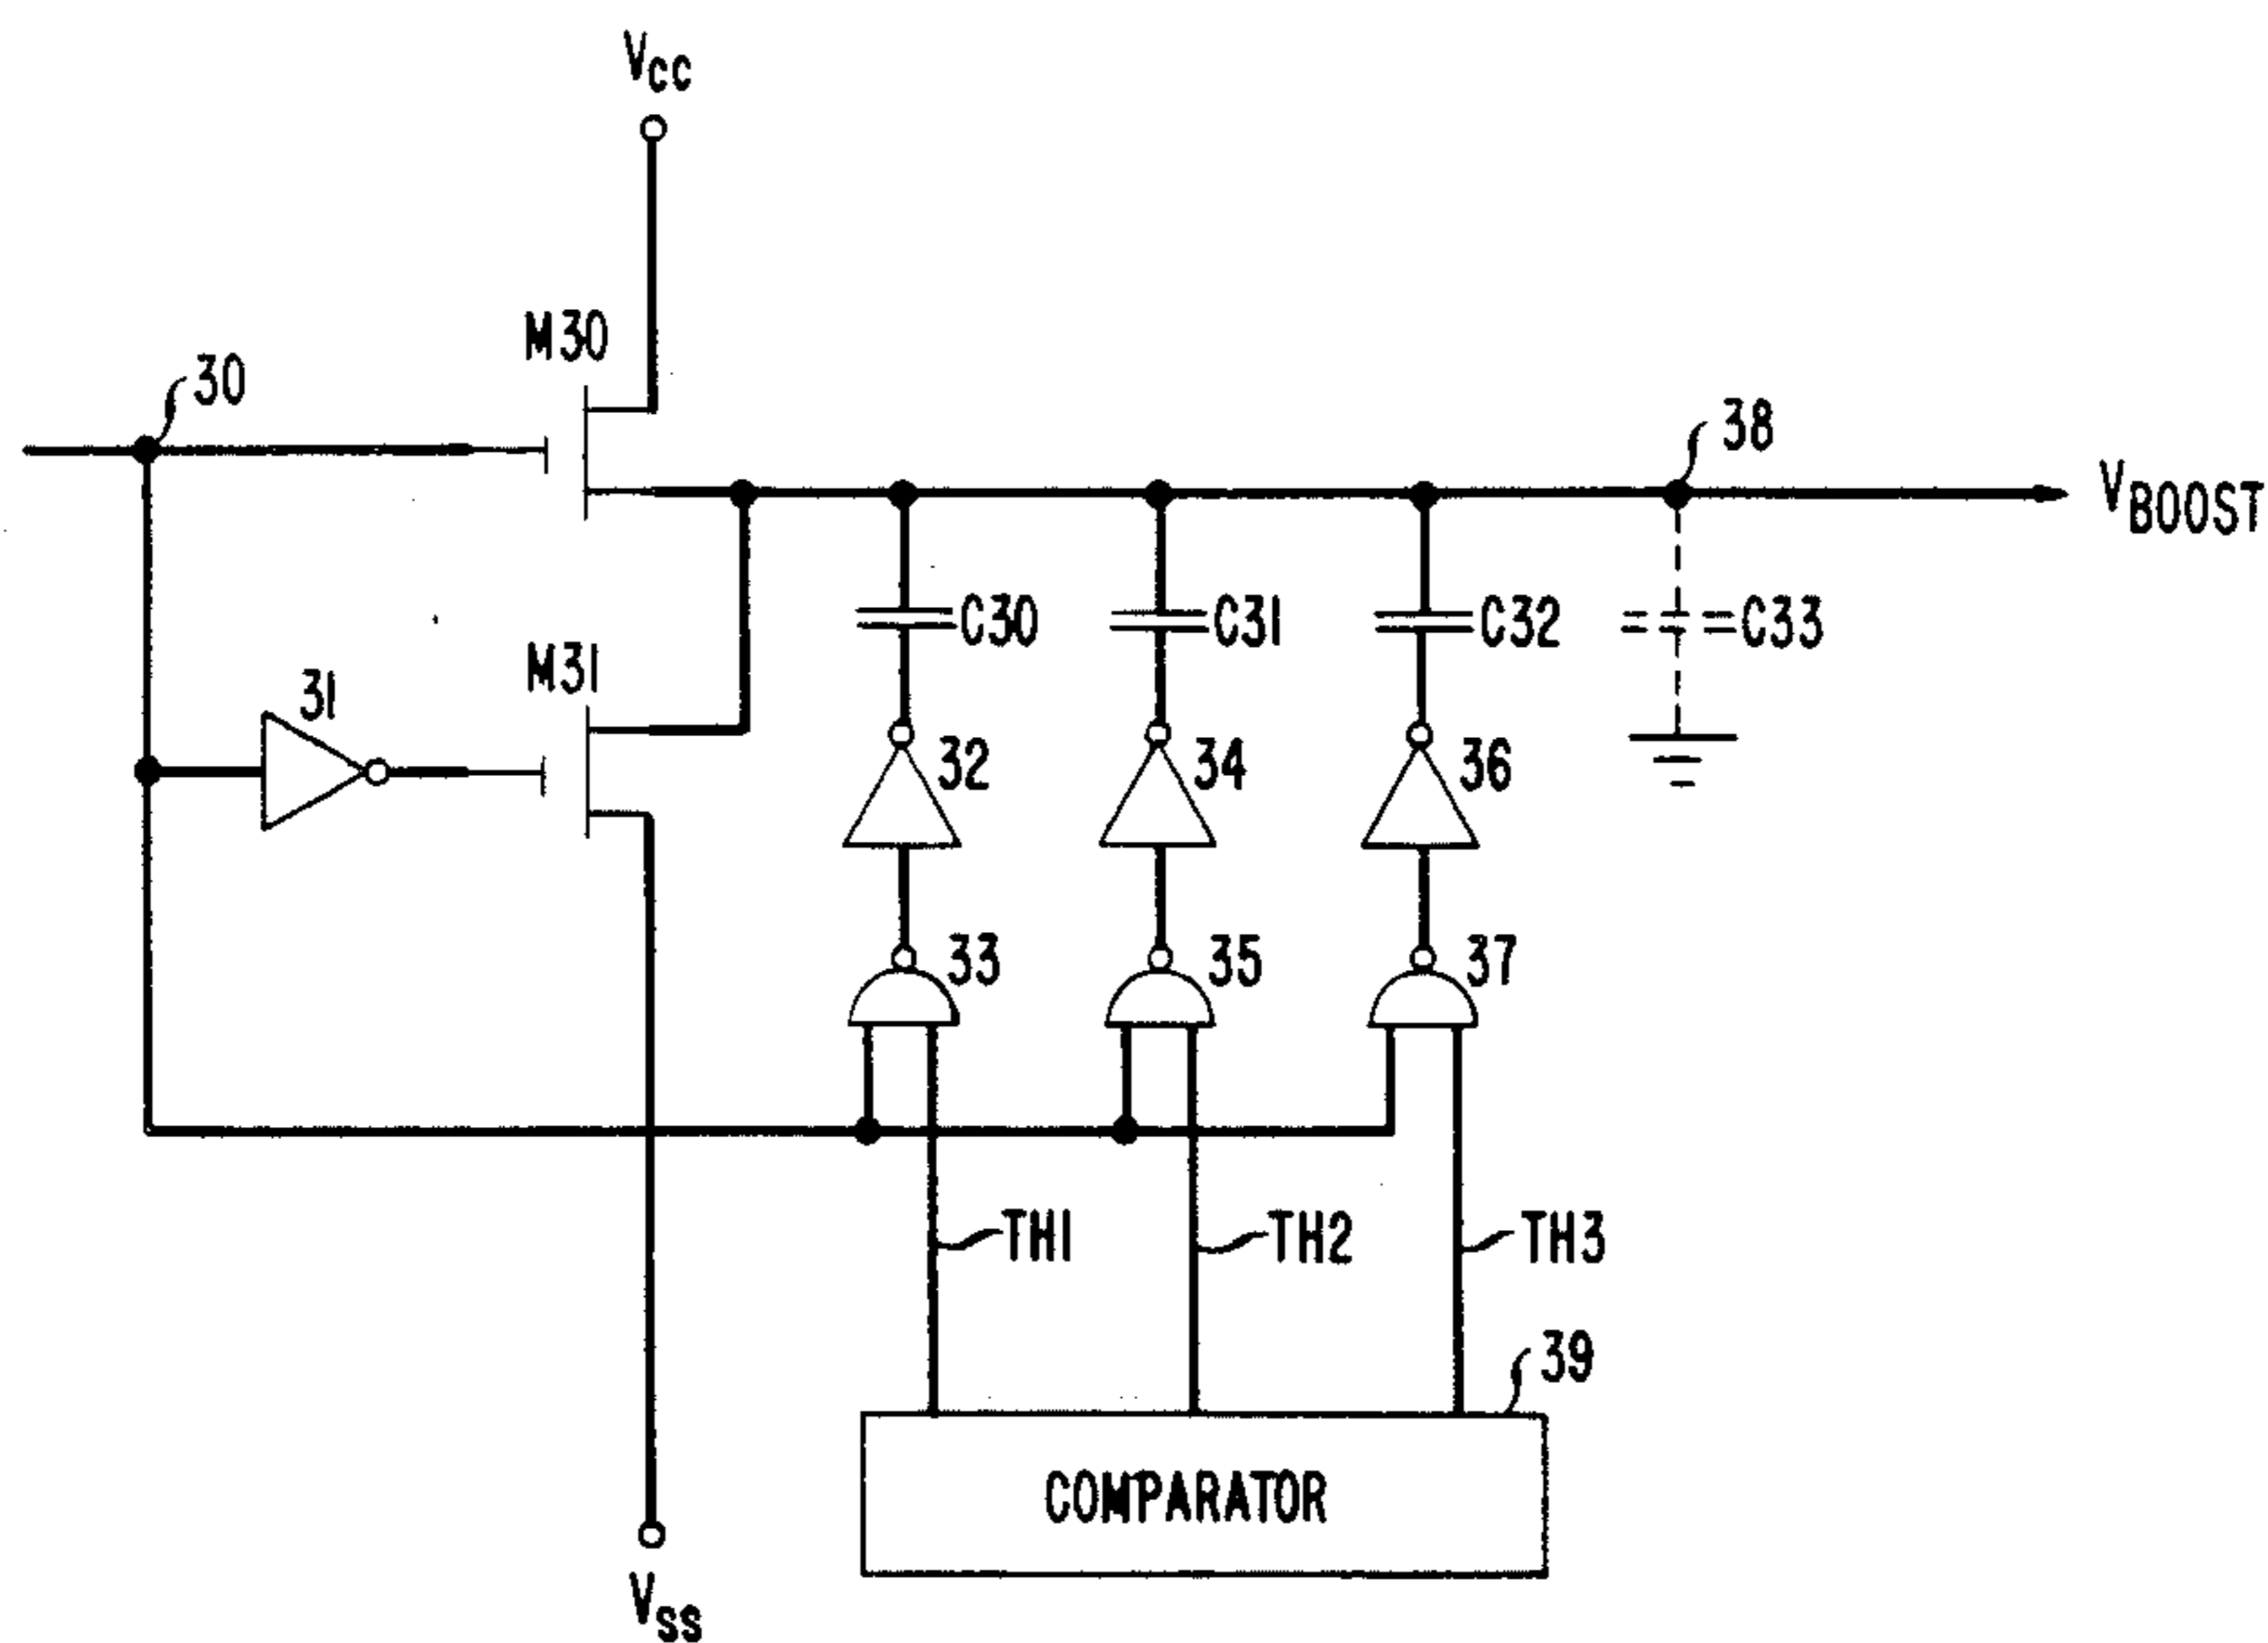 VCC
M30
30
38
VBOOST
C30
C31
C32
C33
M31
31
32
34
36
33
35
37
TH1
TH2
TH3
39
COMPARATOR
VSS